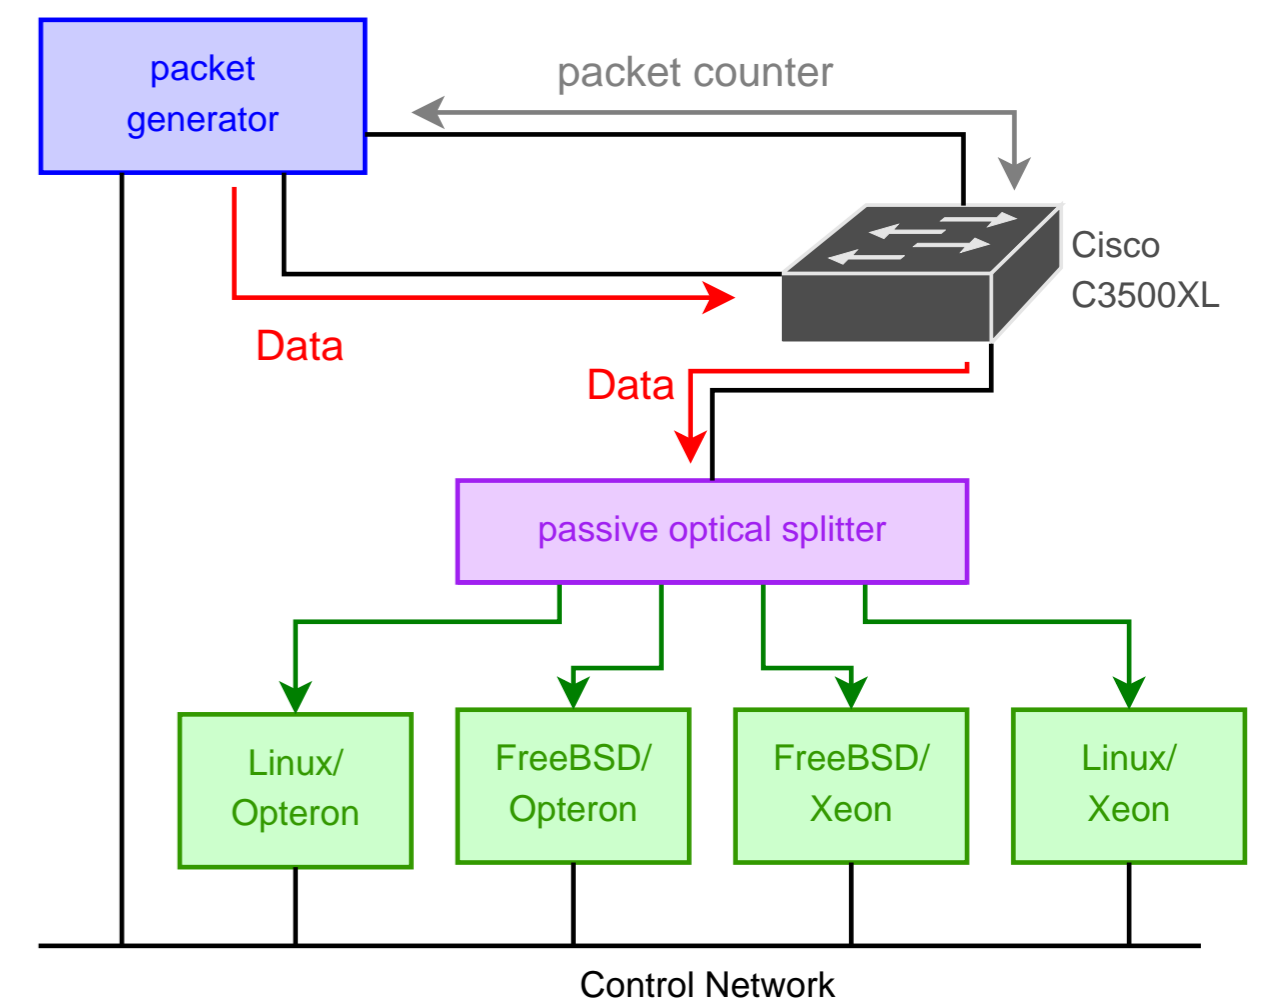 packet
generator
packet counter
Cisco
C3500XL
Data
Data
passive optical splitter
Linux/
Opteron
FreeBSD/
Opteron
FreeBSD/
Xeon
Linux/
Xeon
Control Network